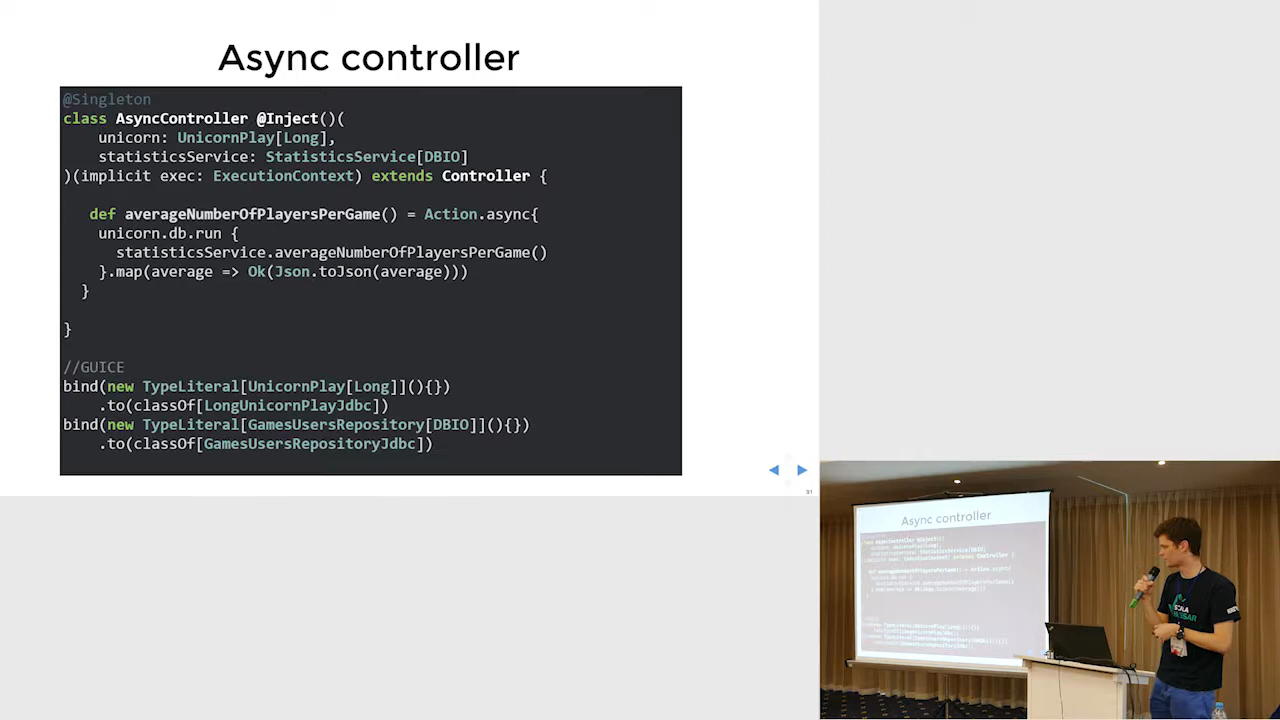 Async controller
@Singleton
class AsyncController @Inject()(
unicorn: UnicornPlay[Long],
statisticsService: StatisticsService[DBIO]
)(implicit exec: ExecutionContext) extends Controller {
def averageNumberOfPlayersPerGame() = Action.async{
unicorn.db.run {
statisticsService.averageNumberOfPlayersPerGame()
}.map(average => Ok(Json.toJson(average)))
}
}
//GUICE
bind(new TypeLiteral[UnicornPlay[Long]](){})
.to(classOf[LongUnicornPlayJdbc])
bind(new TypeLiteral[GamesUsersRepository[DBIO]](){})
.to(classOf[GamesUsersRepositoryJdbc])
31
Async controller
SCALA